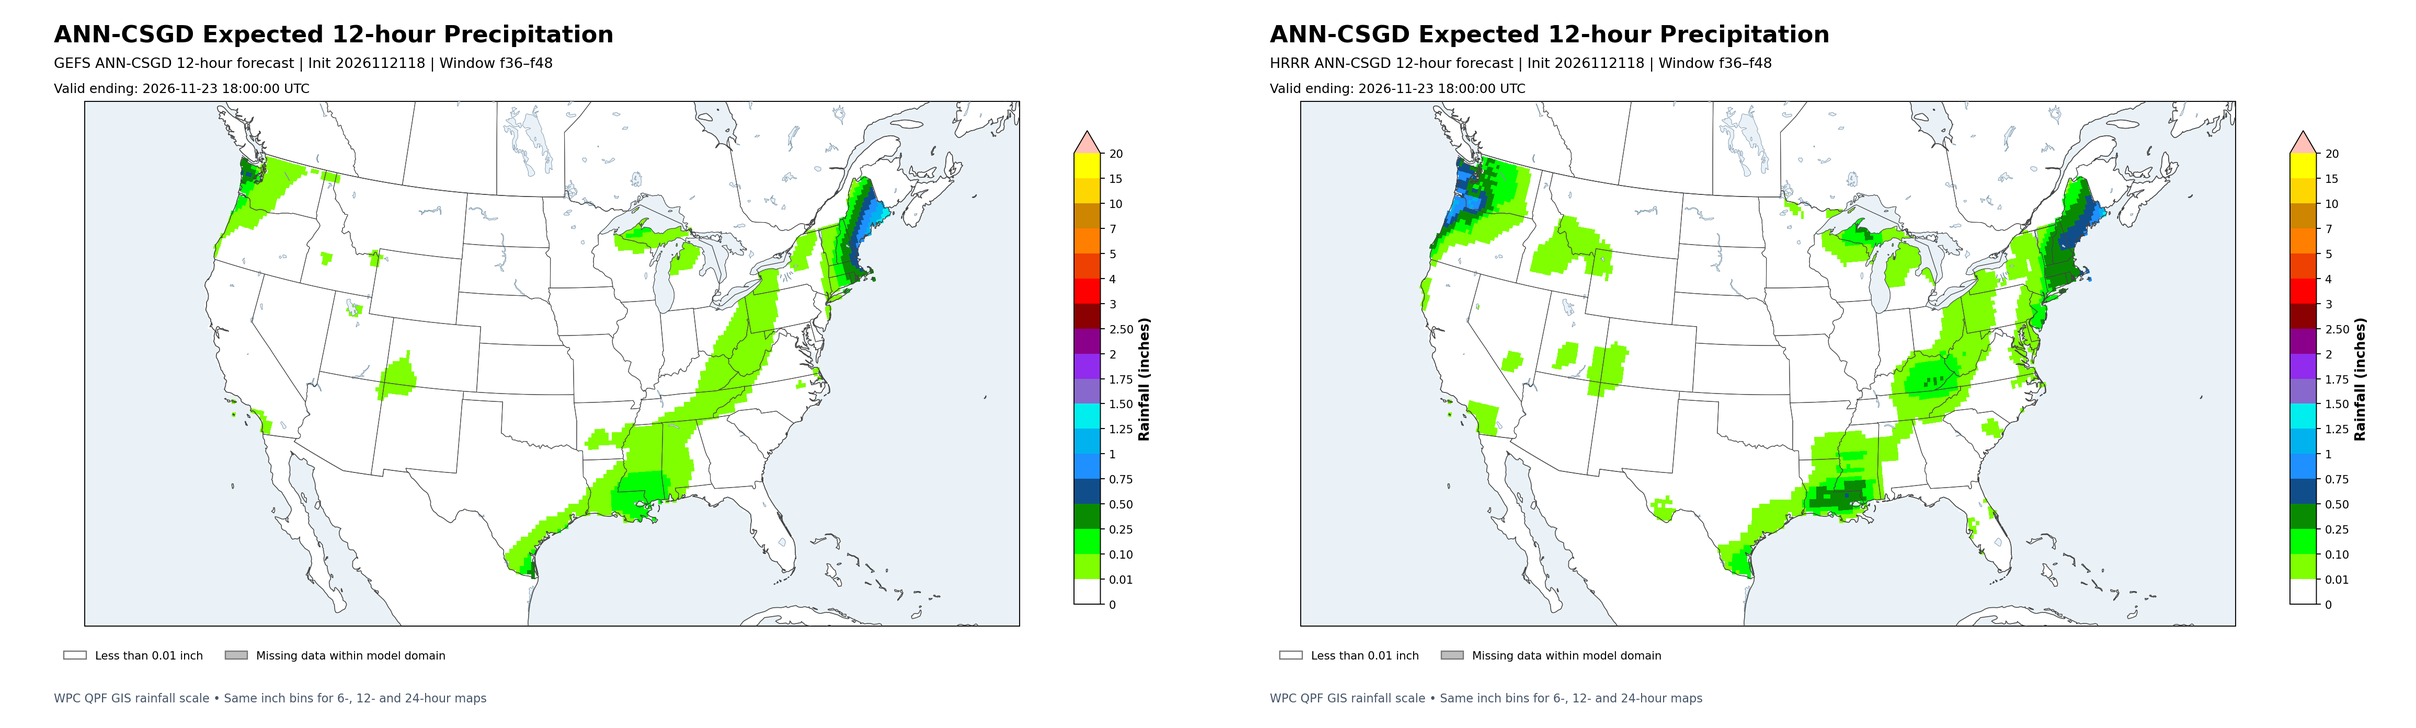 ANN-CSGD Expected 12-hour Precipitation
GEFS ANN-CSGD 12-hour forecast | Init 2026112118 | Window f36–f48
Valid ending: 2026-11-23 18:00:00 UTC
20
15
10
7
5
4
3
2.50
2
1.75
1.50
1.25
1
0.75
0.50
0.25
0.10
0.01
0
Rainfall (inches)
Less than 0.01 inch
Missing data within model domain
WPC QPF GIS rainfall scale • Same inch bins for 6-, 12- and 24-hour maps
ANN-CSGD Expected 12-hour Precipitation
HRRR ANN-CSGD 12-hour forecast | Init 2026112118 | Window f36–f48
Valid ending: 2026-11-23 18:00:00 UTC
20
15
10
7
5
4
3
2.50
2
1.75
1.50
1.25
1
0.75
0.50
0.25
0.10
0.01
0
Rainfall (inches)
Less than 0.01 inch
Missing data within model domain
WPC QPF GIS rainfall scale • Same inch bins for 6-, 12- and 24-hour maps